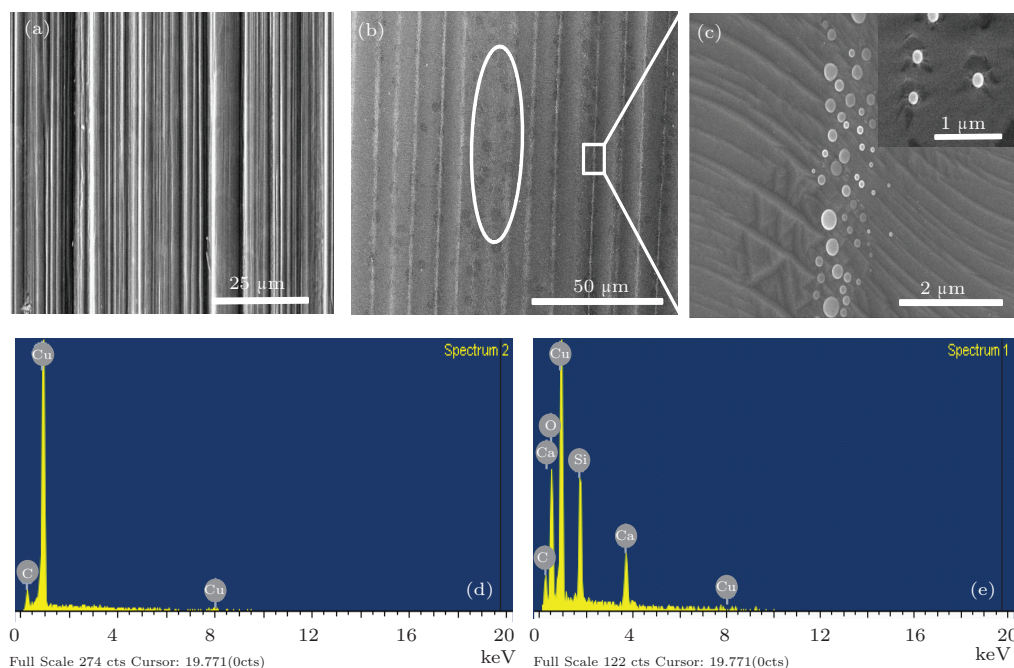 (a)
25 μm
(b)
50 μm
(c)
1 μm
2 μm
Cu
Spectrum 2
C
Cu
(d)
0 4 8 12 16 20
keV
Full Scale 274 cts Cursor: 19.771(0cts)
Cu
Spectrum 1
O
Ca
Si
Ca
C
Cu
(e)
0 4 8 12 16 20
keV
Full Scale 122 cts Cursor: 19.771(0cts)